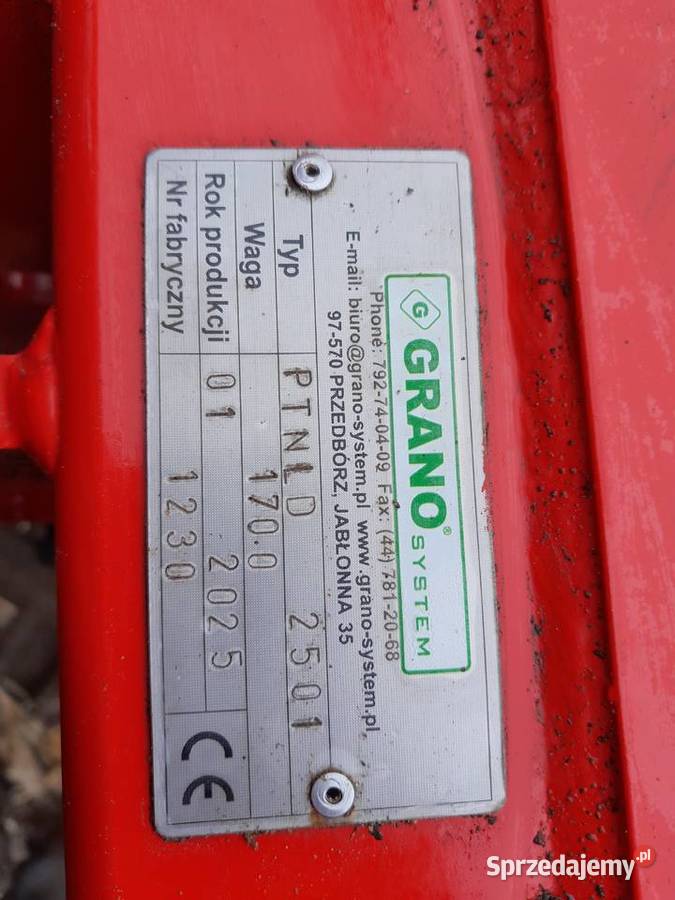 G GRANO® SYSTEM
Phone: 792-74-04-09 Fax: (44) 781-20-68
E-mail: biuro@grano-system.pl www.grano-system.pl,
97-570 PRZEDBÓRZ, JABŁONNA 35
Typ PTNLD 2501
Waga 170.0
Rok produkcji 01 2025
Nr fabryczny 1230
CE
Sprzedajemy.pl